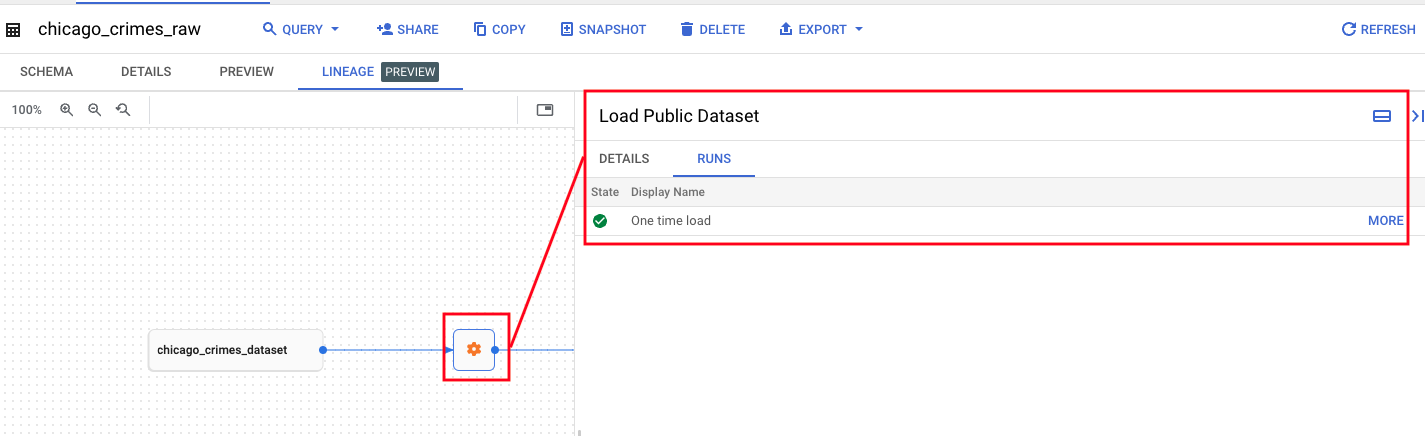 chicago_crimes_raw QUERY SHARE COPY SNAPSHOT DELETE EXPORT REFRESH
SCHEMA DETAILS PREVIEW LINEAGE PREVIEW
100%
Load Public Dataset
DETAILS RUNS
State Display Name
One time load MORE
chicago_crimes_dataset